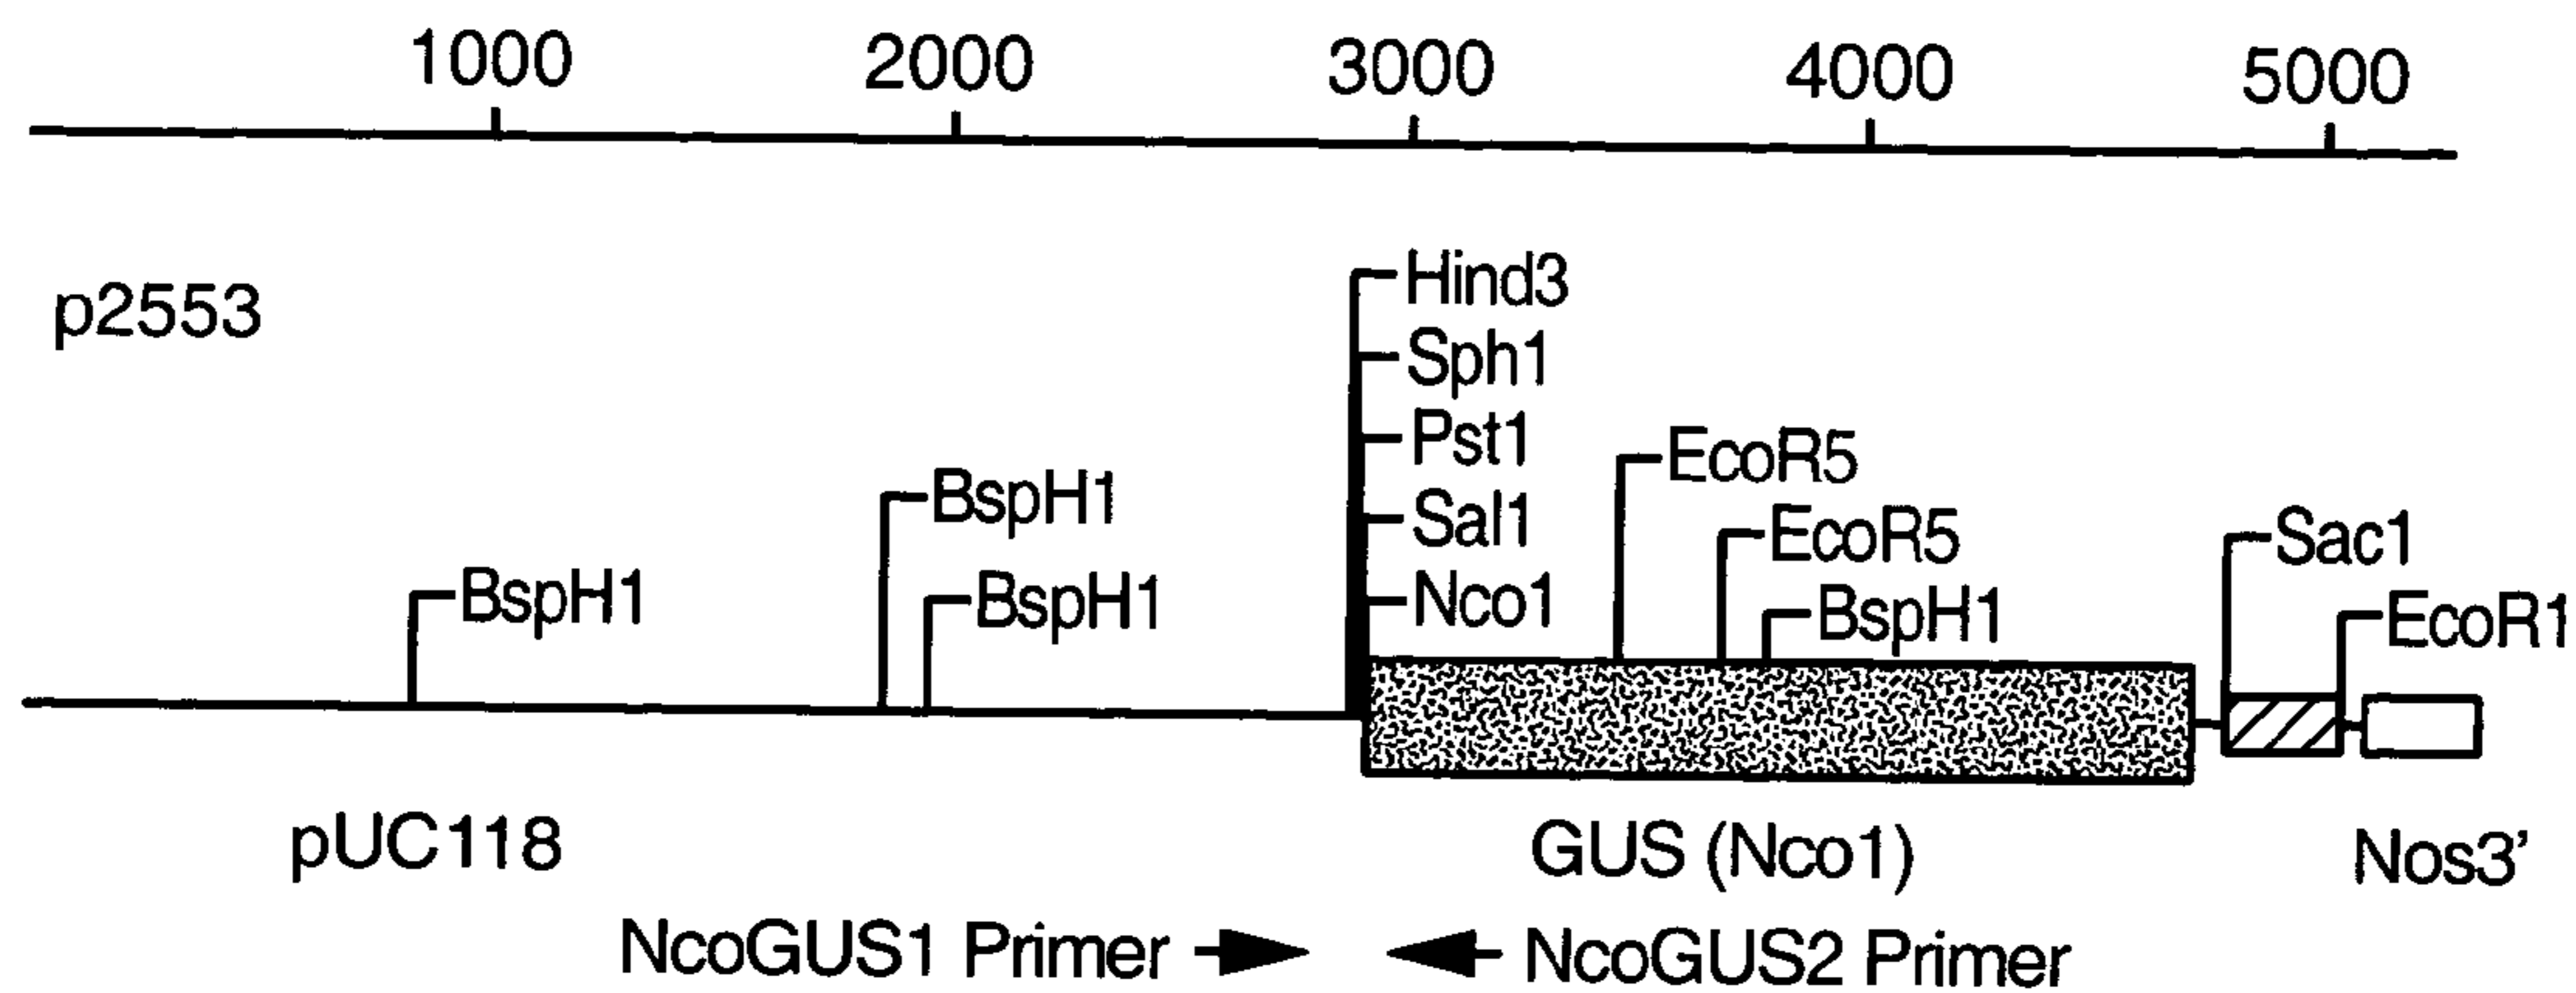 1000 2000 3000 4000 5000
p2553
Hind3
Sph1
Pst1
Sal1
Nco1
EcoR5
EcoR5
BspH1
BspH1
BspH1
BspH1
Sac1
EcoR1
pUC118
GUS (Nco1)
Nos3'
NcoGUS1 Primer
NcoGUS2 Primer